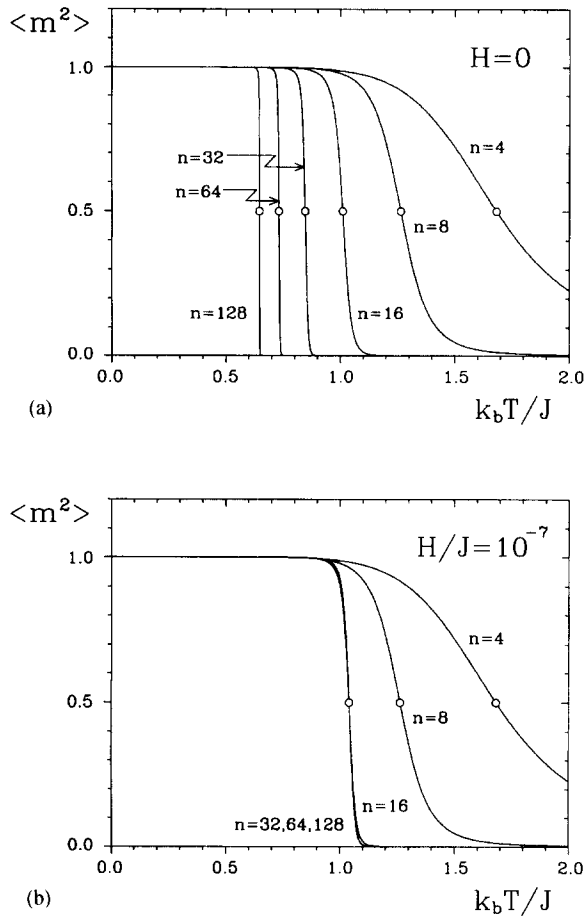 <m²>
H=0
1.0
n=4
n=32
n=64
0.5
n=8
n=128
n=16
0.0
0.0 0.5 1.0 1.5 2.0
(a)
k_bT/J
<m²>
H/J=10⁻⁷
1.0
n=4
0.5
n=8
n=16
n=32,64,128
0.0
0.0 0.5 1.0 1.5 2.0
(b)
k_bT/J